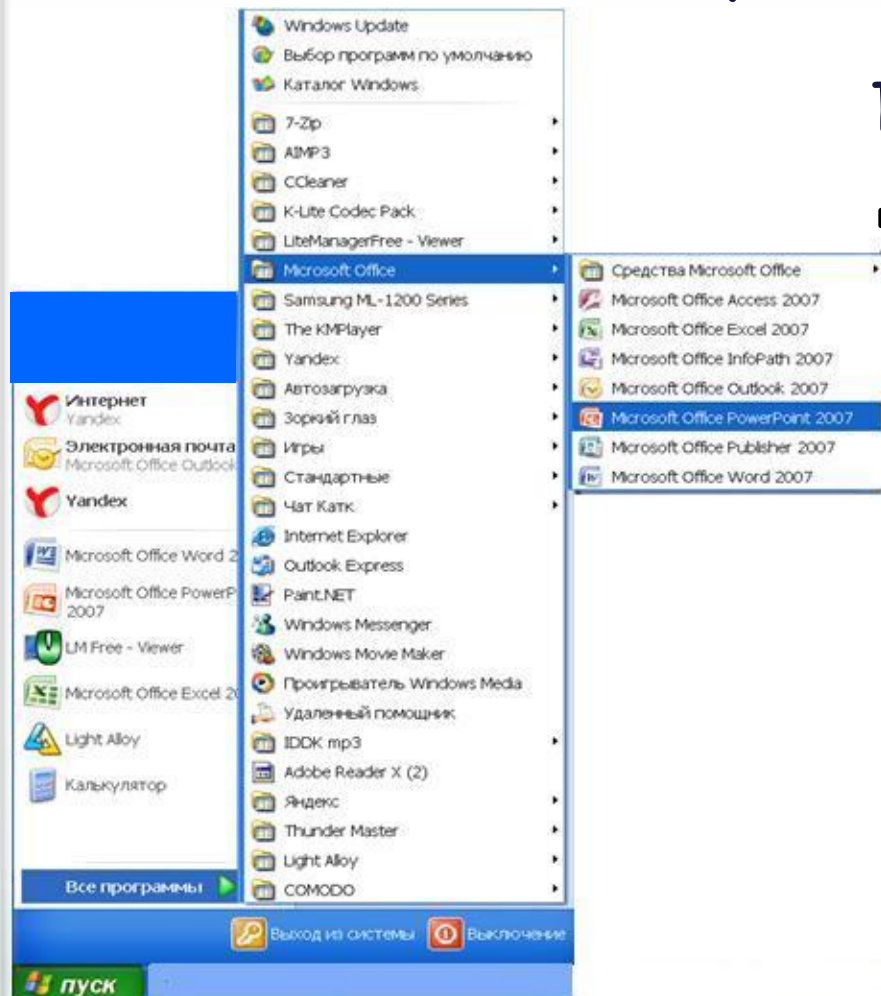 Windows Update
Выбор программ по умолчанию
Каталог Windows
7-Zip
AIMP3
CCleaner
K-Lite Codec Pack
LiteManagerFree - Viewer
Microsoft Office
Samsung ML-1200 Series
The KMPlayer
Yandex
Автозагрузка
Зоркий глаз
Игры
Стандартные
Чат Катк.
Internet Explorer
Outlook Express
Paint.NET
Windows Messenger
Windows Movie Maker
Проигрыватель Windows Media
Удаленный помощник
IDDK mp3
Adobe Reader X (2)
Яндекс
Thunder Master
Light Alloy
COMODO
Средства Microsoft Office
Microsoft Office Access 2007
Microsoft Office Excel 2007
Microsoft Office InfoPath 2007
Microsoft Office Outlook 2007
Microsoft Office PowerPoint 2007
Microsoft Office Publisher 2007
Microsoft Office Word 2007
Интернет
Yandex
Электронная почта
Microsoft Office Outlook
Yandex
Microsoft Office Word 2
Microsoft Office PowerP
2007
LM Free - Viewer
Microsoft Office Excel 20
Light Alloy
Калькулятор
Все программы
Выход из системы
Выключение
пуск